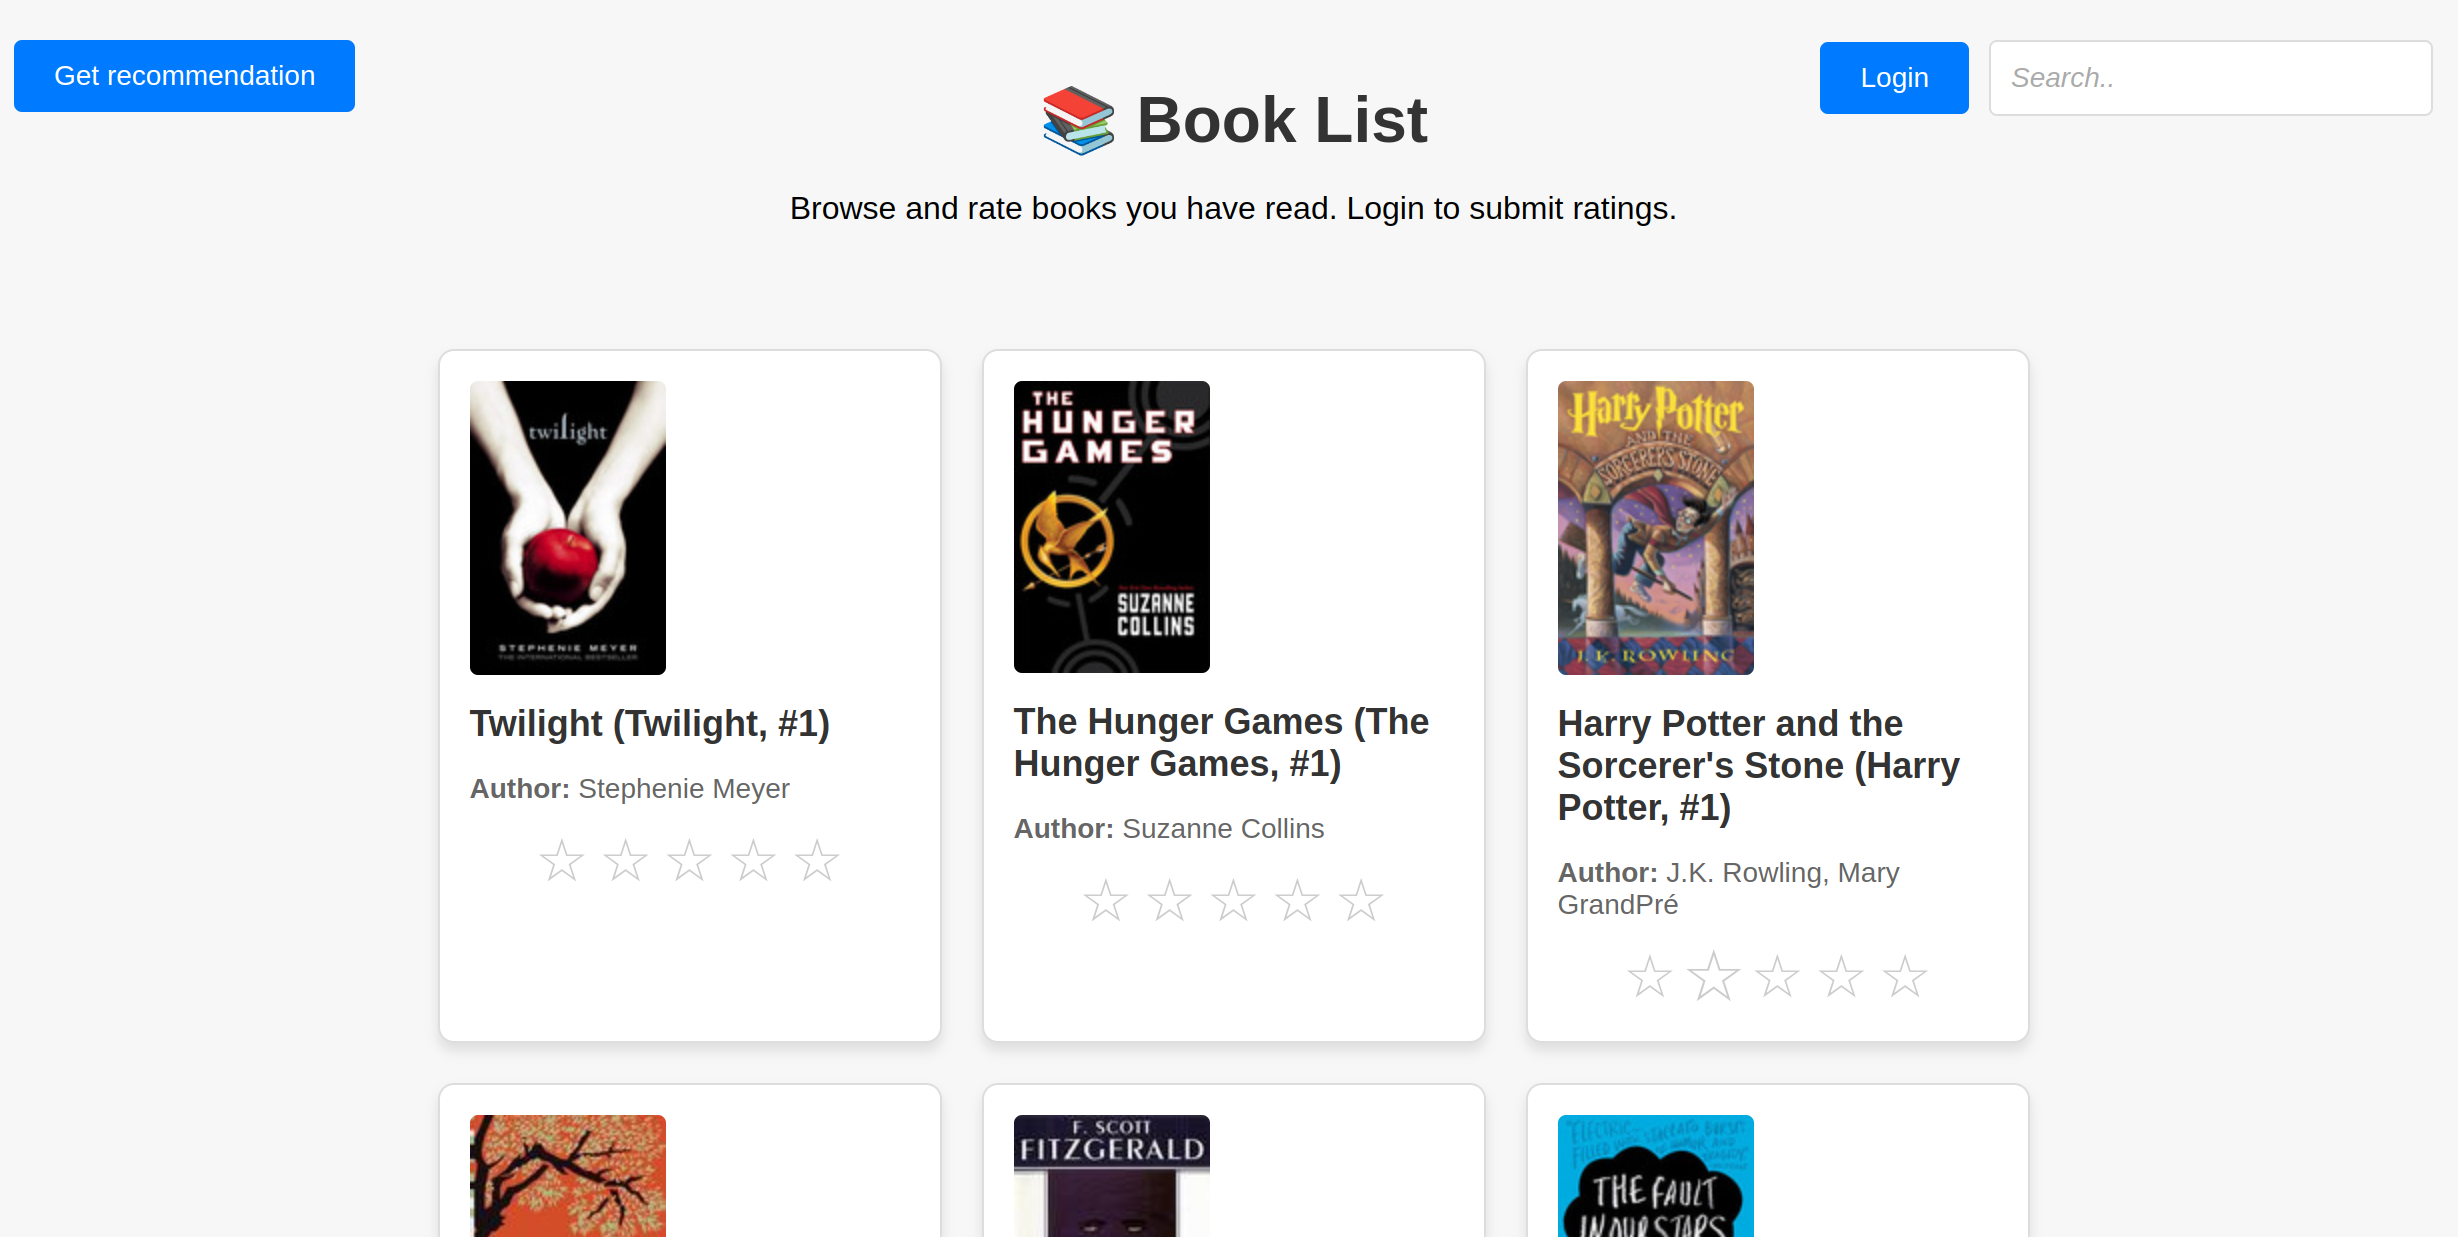 Get recommendation
Login
Search..
📚 Book List
Browse and rate books you have read. Login to submit ratings.
twilight
STEPHENIE MEYER
THE INTERNATIONAL BESTSELLER
Twilight (Twilight, #1)
Author: Stephenie Meyer
☆ ☆ ☆ ☆ ☆
THE
HUNGER
GAMES
SUZANNE
COLLINS
The Hunger Games (The
Hunger Games, #1)
Author: Suzanne Collins
☆ ☆ ☆ ☆ ☆
Harry Potter
AND THE
SORCERER'S STONE
J. K. ROWLING
Harry Potter and the
Sorcerer's Stone (Harry
Potter, #1)
Author: J.K. Rowling, Mary
GrandPré
☆ ☆ ☆ ☆ ☆
F. SCOTT
FITZGERALD
THE FAULT
IN OUR STARS